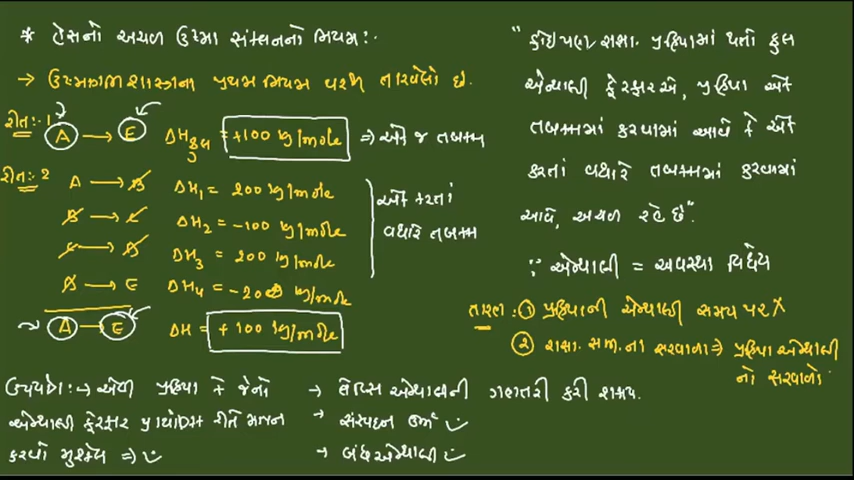 * હેસનો અચળ ઉષ્મા સંકલનનો નિયમ :-
→ ઉષ્માગતિશાસ્ત્રના પ્રથમ નિયમ પરથી તારવેલો છે.
રીત:-1 A → E ΔH = +100 kJ/mole ⇒ એક જ તબક્કા
રીત:-2 A → B ΔH1 = 200 kJ/mole
B → C ΔH2 = -100 kJ/mole એક કરતાં
C → D ΔH3 = 200 kJ/mole વધારે તબક્કા
D → E ΔH4 = -200 kJ/mole
A → E ΔH = +100 kJ/mole
ઉપયોગ :→ એવી પ્રક્રિયા કે જેનો
એન્થાલ્પી ફેરફાર પ્રાયોગિક રીતે માપન
કરવો મુશ્કેલ ⇒
→ લેટિસ એન્થાલ્પીની ગણતરી કરી શકાય.
→ સંગલન ઉષ્મા
→ બંધ એન્થાલ્પી
"કોઈપણ રાસા. પ્રક્રિયામાં થતો કુલ
એન્થાલ્પી ફેરફાર એ, પ્રક્રિયા એક
તબક્કામાં કરવામાં આવે કે એક
કરતાં વધારે તબક્કામાં કરવામાં
આવે, અચળ રહે છે".
∵ એન્થાલ્પી = અવસ્થા વિધેય
તારણ :① પ્રક્રિયાની એન્થાલ્પી સમય પર X
② રાસા. સમી.ના સરવાળા ⇒ પ્રક્રિયા એન્થાલ્પી
નો સરવાળો.